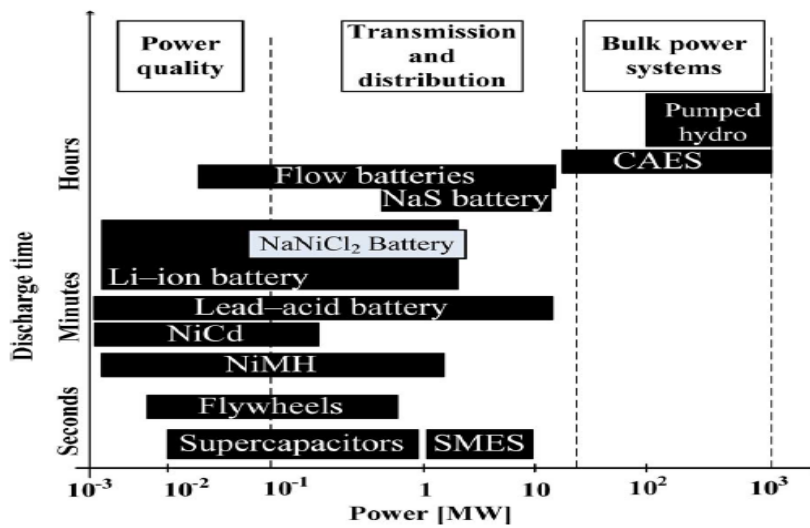 Power
quality
Transmission
and
distribution
Bulk power
systems
Pumped
hydro
CAES
Flow batteries
NaS battery
NaNiCl₂ Battery
Li–ion battery
Lead–acid battery
NiCd
NiMH
Flywheels
Supercapacitors
SMES
Discharge time
Hours
Minutes
Seconds
10⁻³
10⁻²
10⁻¹
1
10
10²
10³
Power [MW]